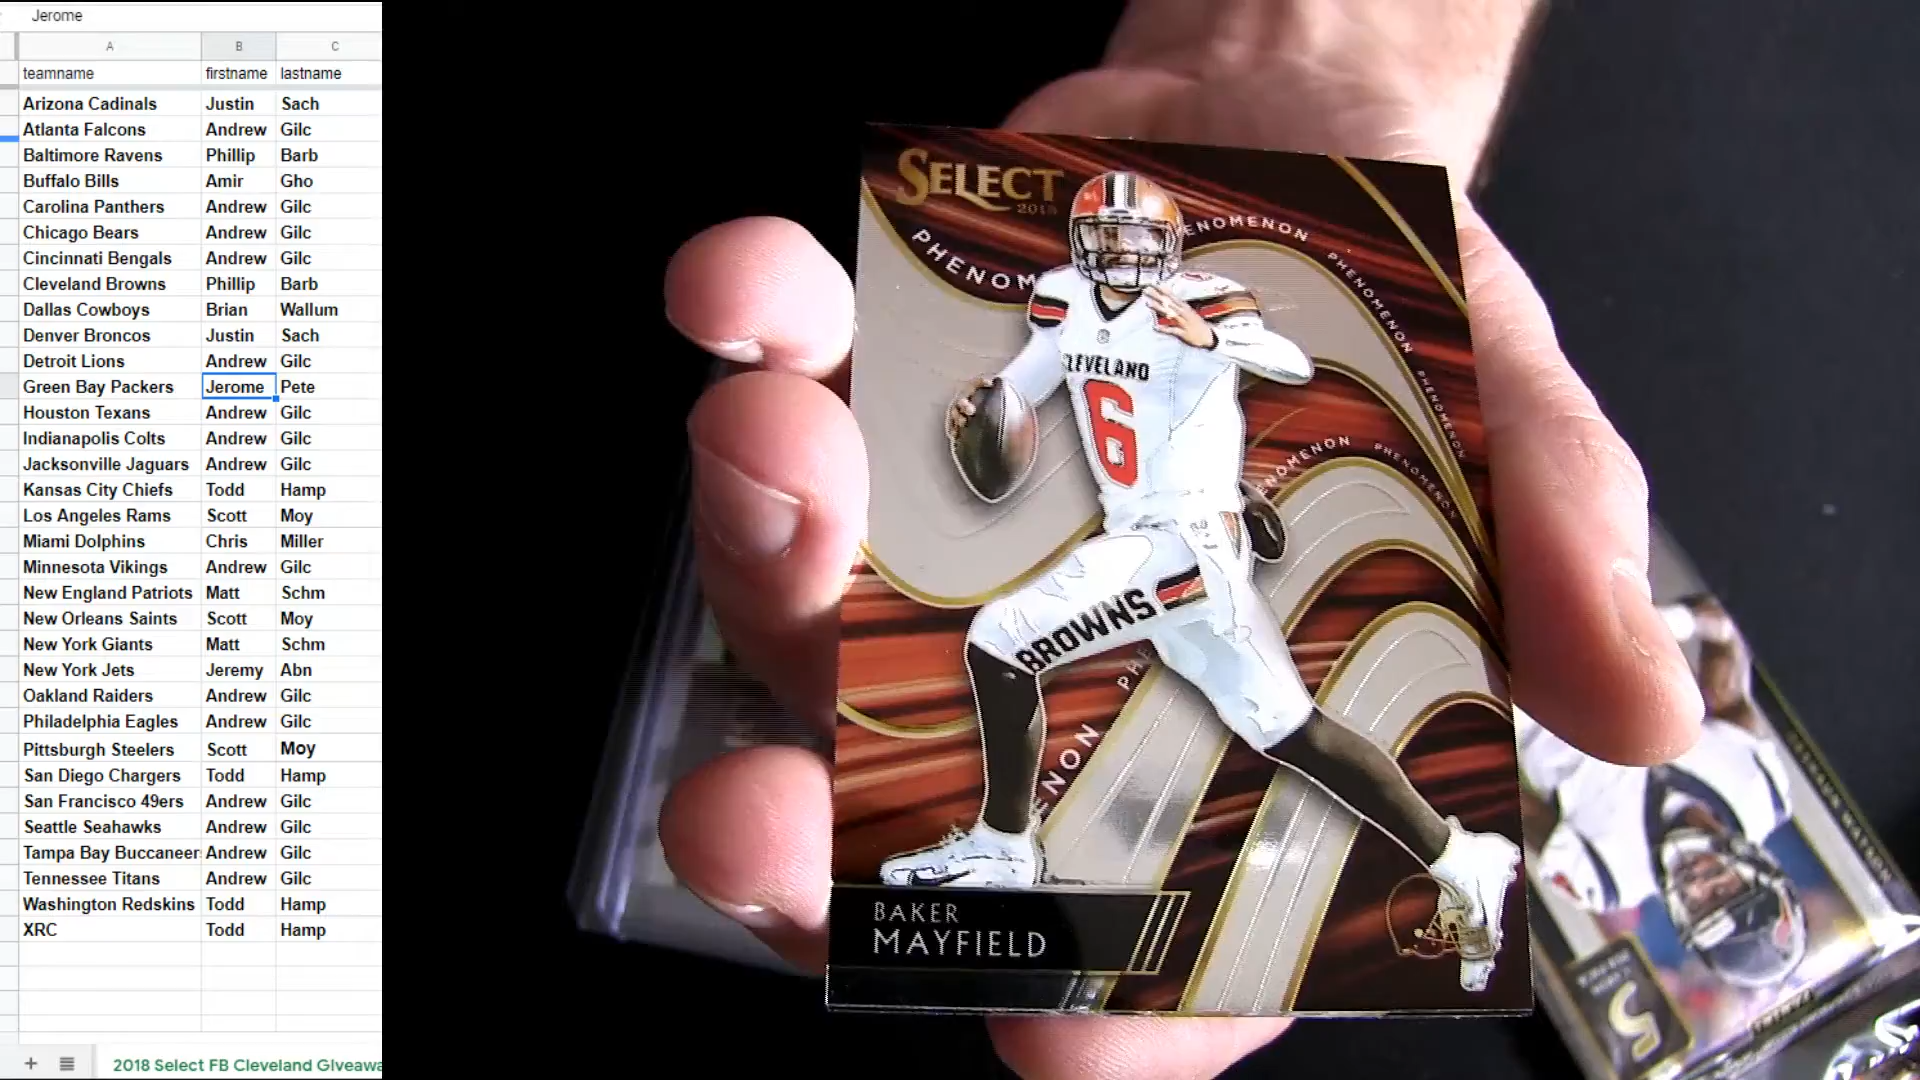 Jerome
A B C
teamname firstname lastname
Arizona Cadinals Justin Sach
Atlanta Falcons Andrew Gilc
Baltimore Ravens Phillip Barb
Buffalo Bills Amir Gho
Carolina Panthers Andrew Gilc
Chicago Bears Andrew Gilc
Cincinnati Bengals Andrew Gilc
Cleveland Browns Phillip Barb
Dallas Cowboys Brian Wallum
Denver Broncos Justin Sach
Detroit Lions Andrew Gilc
Green Bay Packers Jerome Pete
Houston Texans Andrew Gilc
Indianapolis Colts Andrew Gilc
Jacksonville Jaguars Andrew Gilc
Kansas City Chiefs Todd Hamp
Los Angeles Rams Scott Moy
Miami Dolphins Chris Miller
Minnesota Vikings Andrew Gilc
New England Patriots Matt Schm
New Orleans Saints Scott Moy
New York Giants Matt Schm
New York Jets Jeremy Abn
Oakland Raiders Andrew Gilc
Philadelphia Eagles Andrew Gilc
Pittsburgh Steelers Scott Moy
San Diego Chargers Todd Hamp
San Francisco 49ers Andrew Gilc
Seattle Seahawks Andrew Gilc
Tampa Bay Buccaneer Andrew Gilc
Tennessee Titans Andrew Gilc
Washington Redskins Todd Hamp
XRC Todd Hamp
2018 Select FB Cleveland GIveawa
SELECT
2018
PHENOM
ENOMENON
PHENOMENON
PHENOMENON
CLEVELAND
6
ENOMENON
PHENOMENON
BROWNS
PHE
ENON
BAKER
MAYFIELD